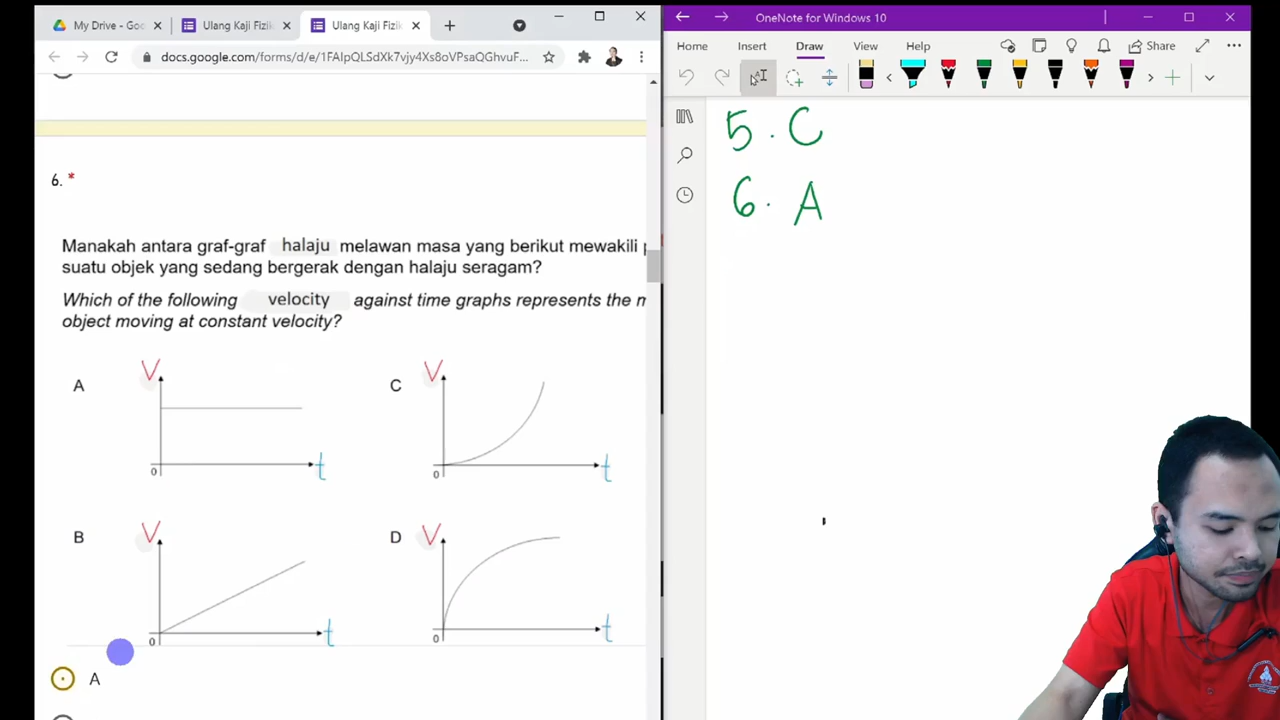 My Drive - Goo
Ulang Kaji Fizik
Ulang Kaji Fizik
docs.google.com/forms/d/e/1FAIpQLSdXk7vjy4Xs8oVPsaQGhvuF...
6. *
Manakah antara graf-graf halaju melawan masa yang berikut mewakili
suatu objek yang sedang bergerak dengan halaju seragam?
Which of the following velocity against time graphs represents the
object moving at constant velocity?
A
V
0
t
C
V
0
t
B
V
0
t
D
V
0
t
A
OneNote for Windows 10
Home Insert Draw View Help Share
5. C
6. A